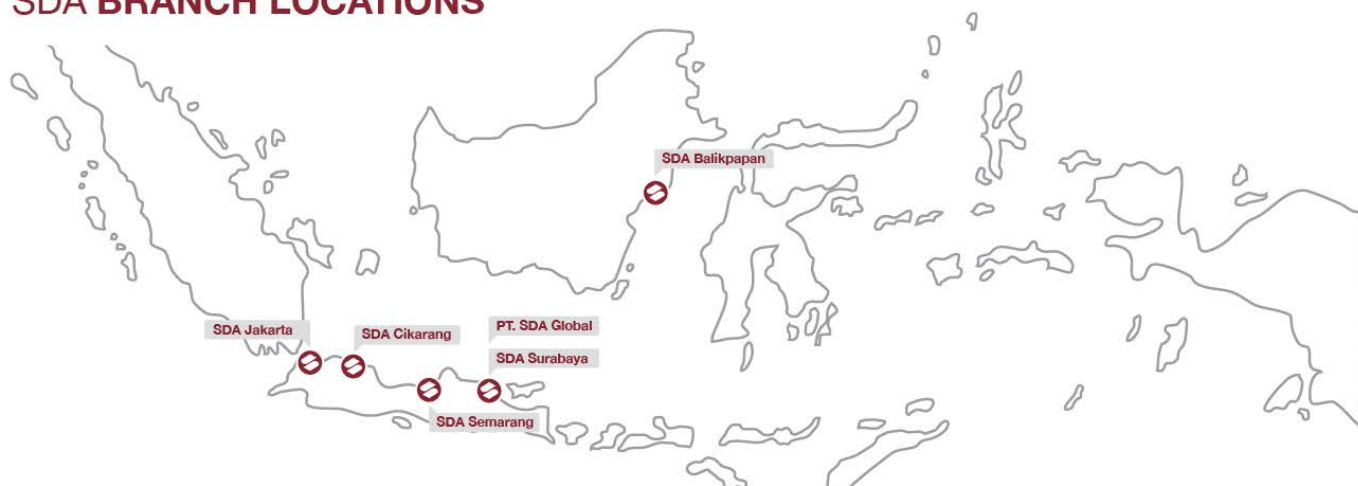 SDA BRANCH LOCATIONS
SDA Balikpapan
SDA Jakarta
SDA Cikarang
PT. SDA Global
SDA Surabaya
SDA Semarang